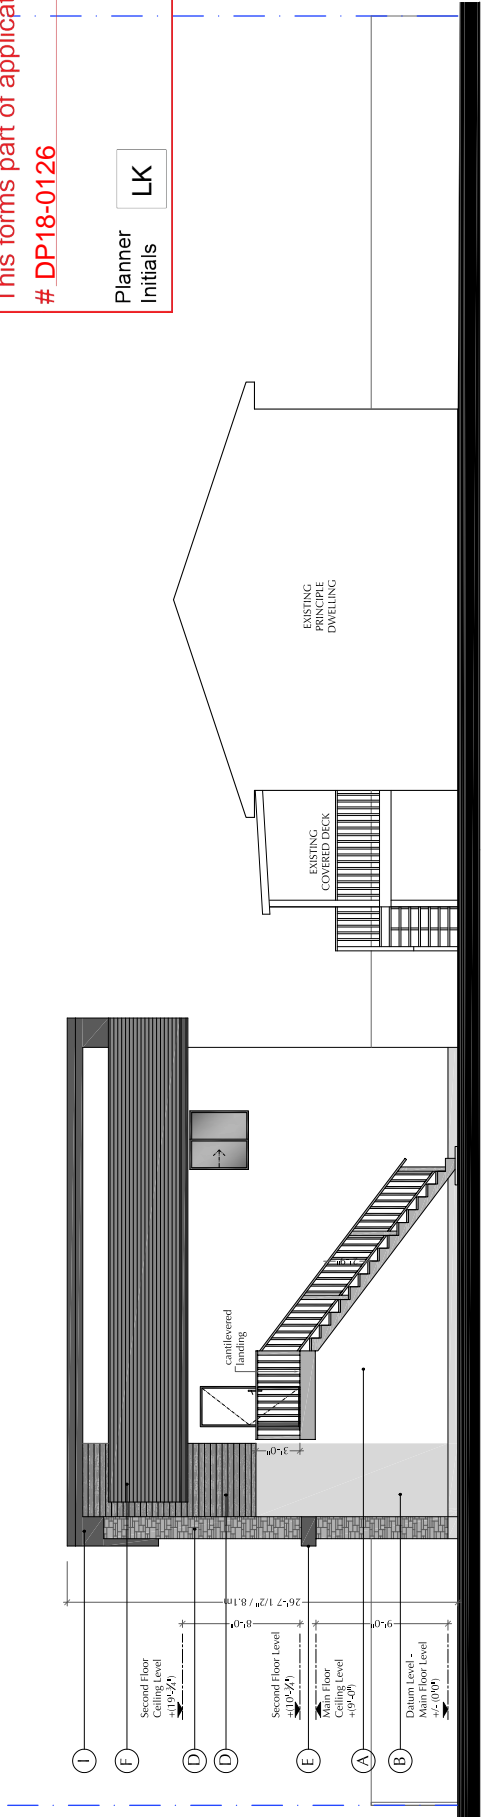 This forms part of applicat
# DP18-0126
Planner
Initials
LK
EXISTING
PRINCIPLE
DWELLING
EXISTING
COVERED DECK
cantilevered
landing
3'-0"
26'-7 1/2" / 8.1m
8'-0"
9'-0"
Second Floor
Ceiling Level
Second Floor Level
Main Floor
Ceiling Level
+(9'-0")
Datum Level -
Main Floor Level
+/- (0'0")
I
F
D
D
E
A
B